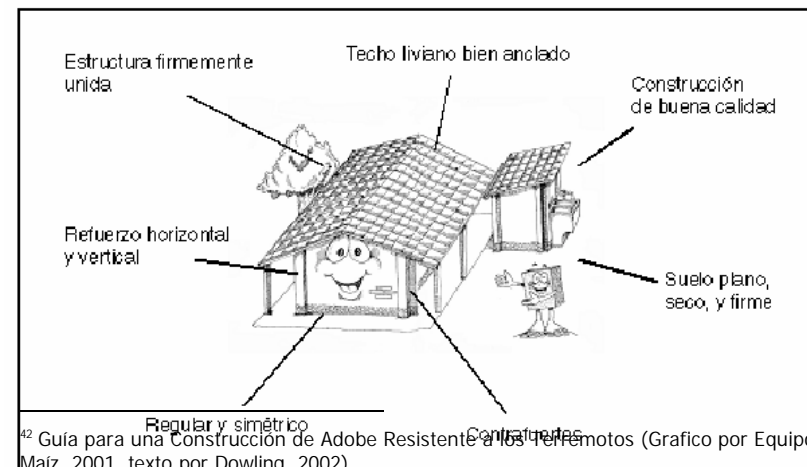 Estructura firmemente
unida
Techo liviano bien anclado
Construcción
de buena calidad
Refuerzo horizontal
y vertical
Suelo plano,
seco, y firme
Regular y simétrico
Contrafuertes
42 Guía para una Construcción de Adobe Resistente a los Terremotos (Grafico por Equipo
Maíz, 2001, texto por Dowling, 2002)